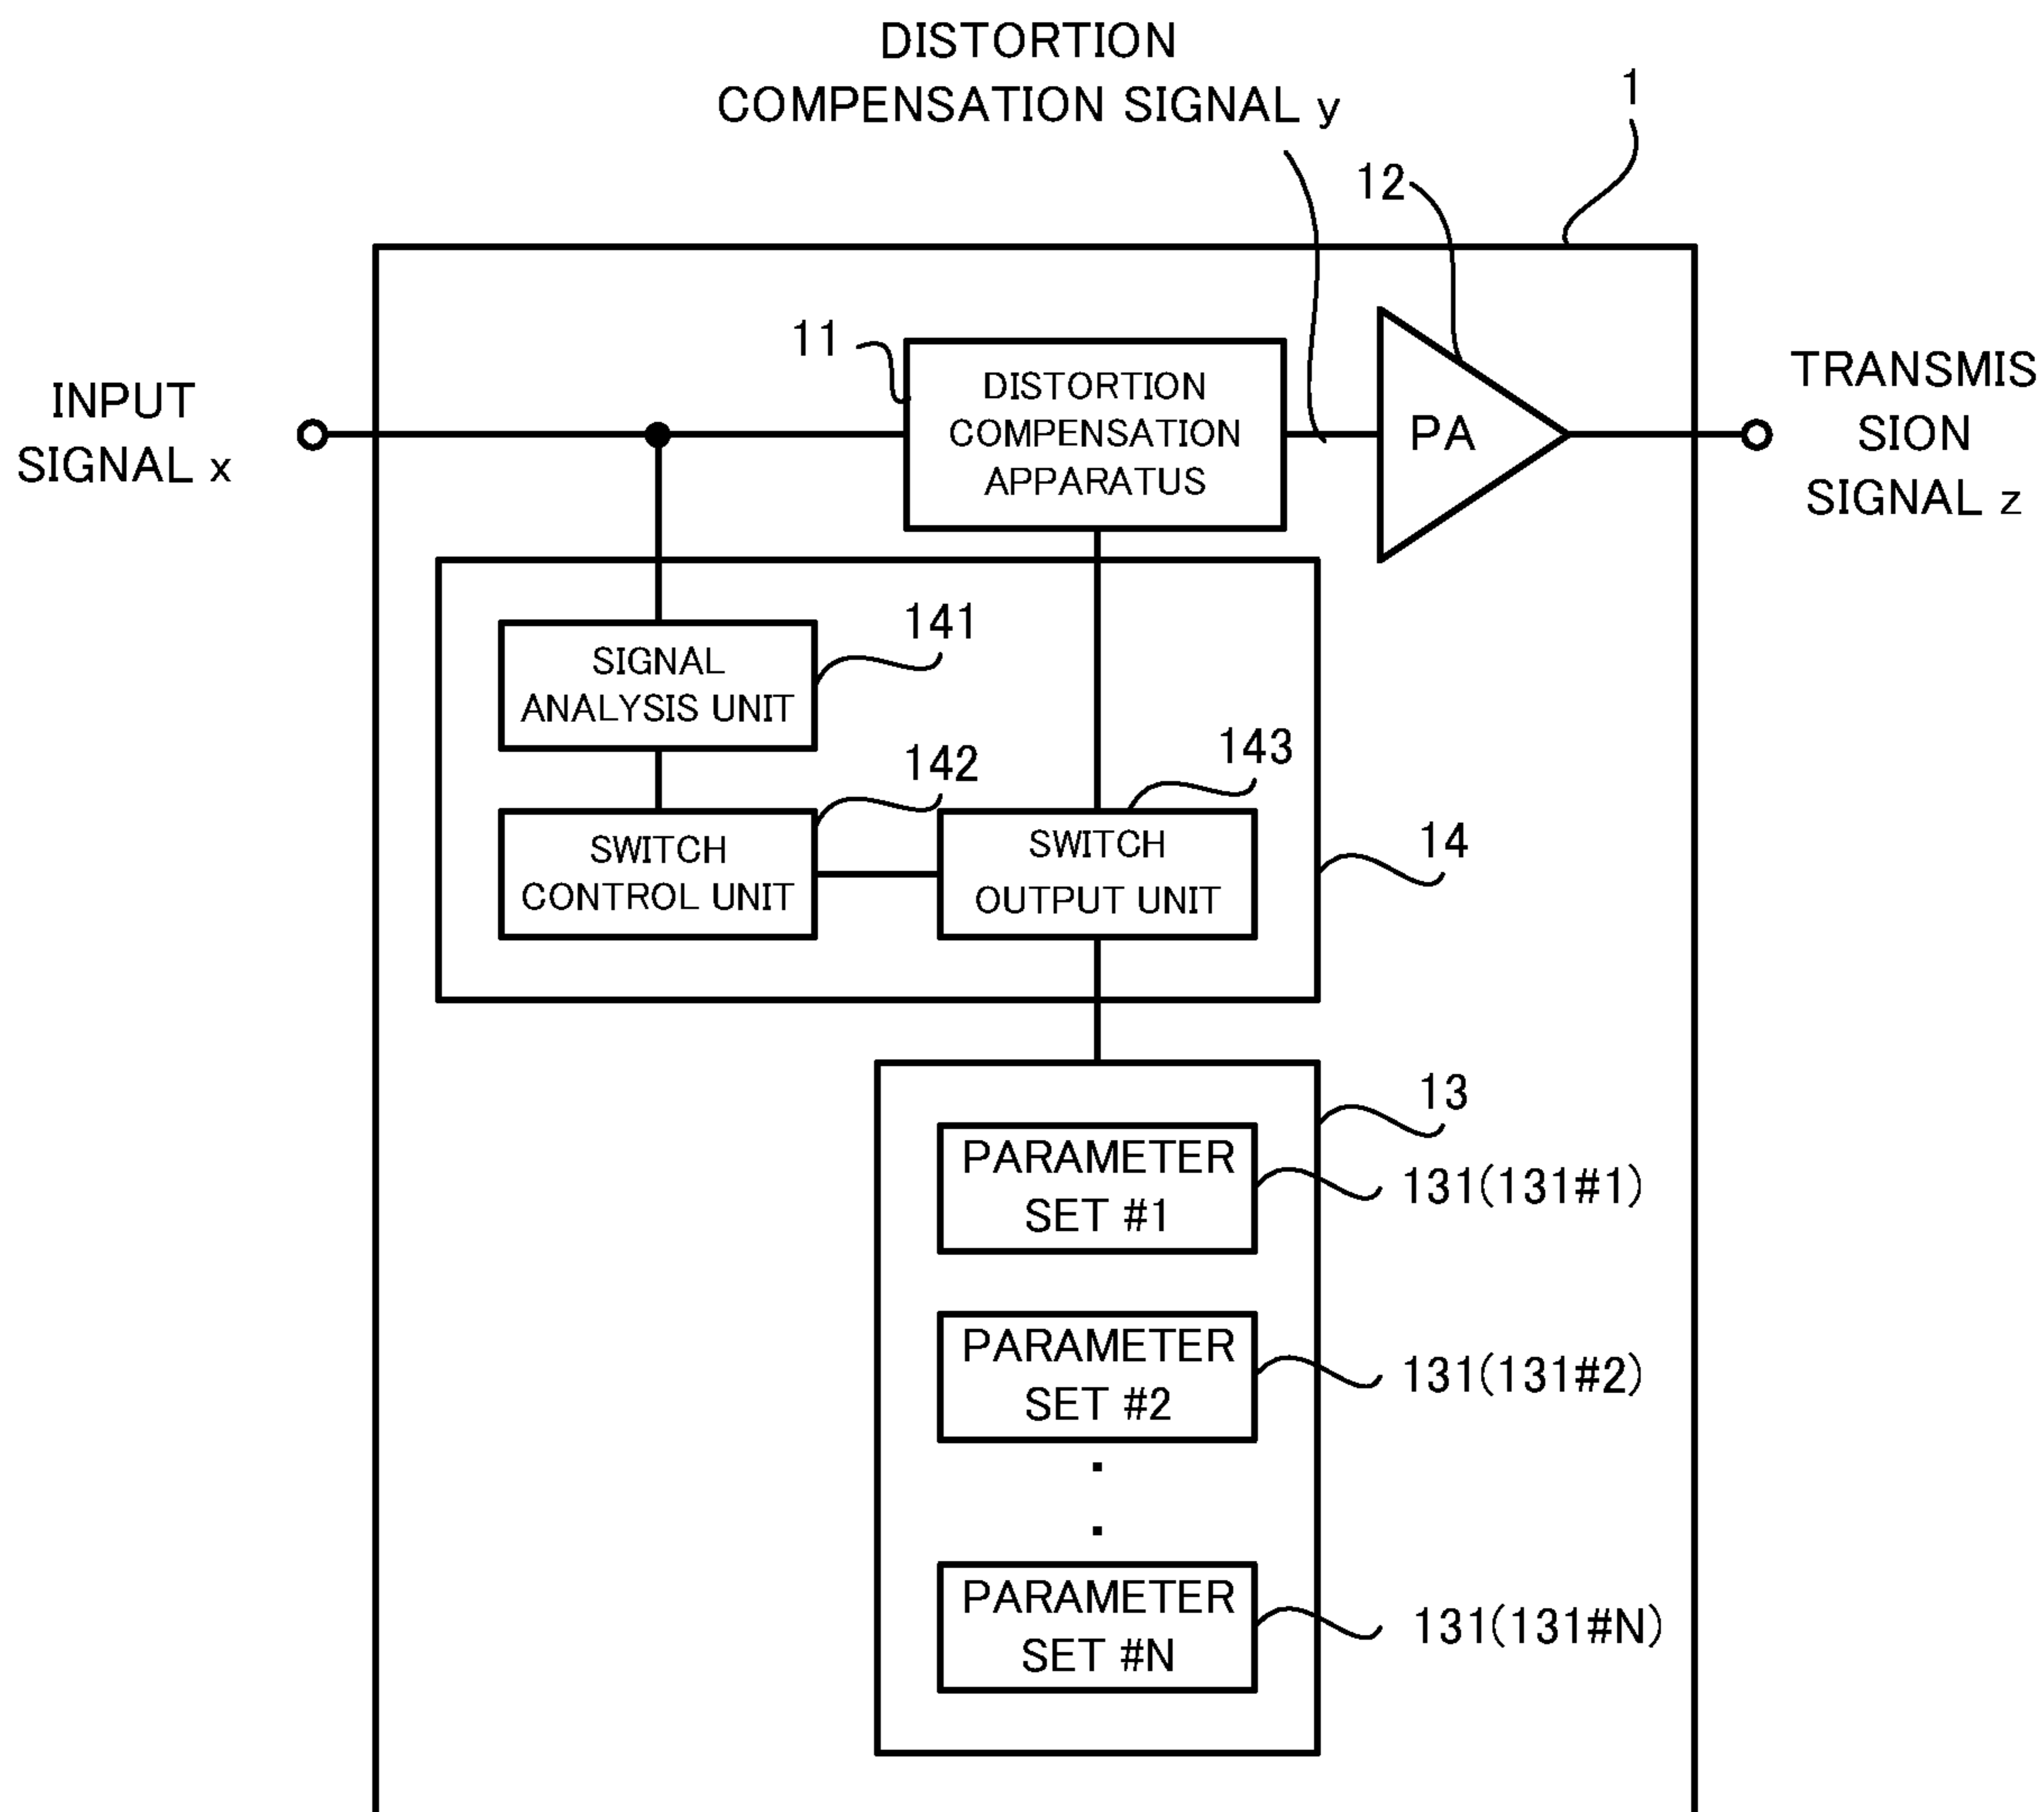 DISTORTION
COMPENSATION SIGNAL y
1
12
11
DISTORTION
COMPENSATION
APPARATUS
PA
INPUT
SIGNAL x
TRANSMIS
SION
SIGNAL z
141
SIGNAL
ANALYSIS UNIT
142
143
SWITCH
CONTROL UNIT
SWITCH
OUTPUT UNIT
14
13
PARAMETER
SET #1
131(131#1)
PARAMETER
SET #2
131(131#2)
.
.
PARAMETER
SET #N
131(131#N)